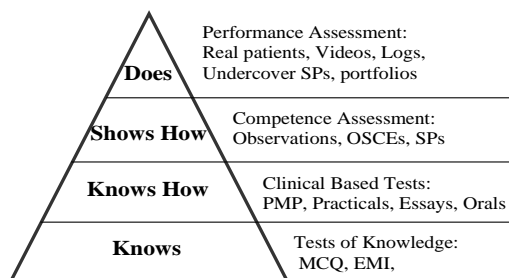 Performance Assessment:
Real patients, Videos, Logs,
Undercover SPs, portfolios
Does
Competence Assessment:
Observations, OSCEs, SPs
Shows How
Clinical Based Tests:
PMP, Practicals, Essays, Orals
Knows How
Tests of Knowledge:
MCQ, EMI,
Knows